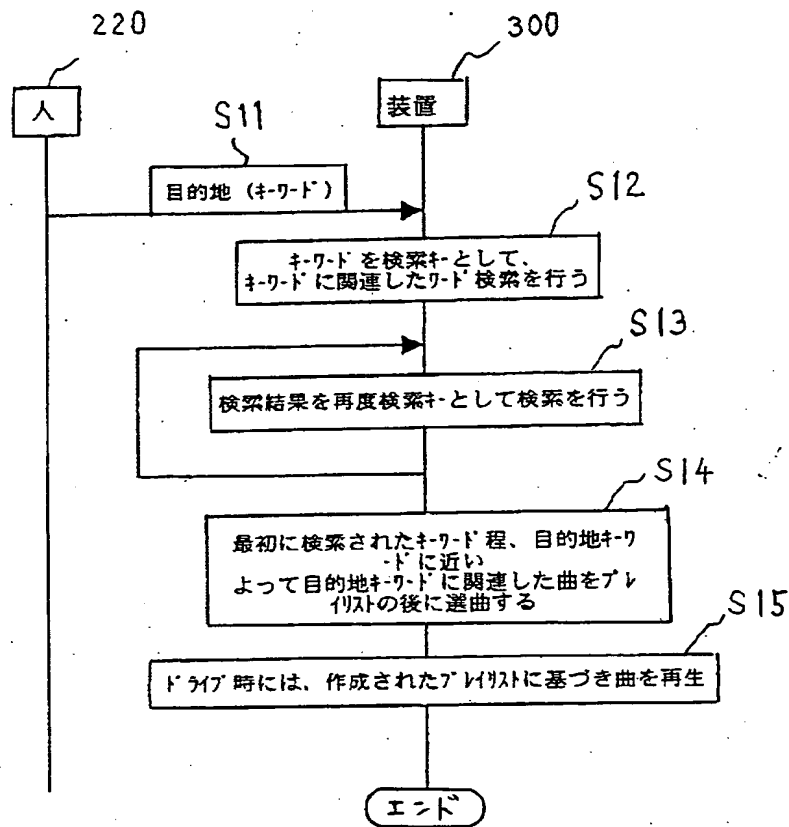 220
300
人
装置
S11
目的地 (ｷｰﾜｰﾄﾞ)
S12
ｷｰﾜｰﾄﾞを検索ｷｰとして、
ｷｰﾜｰﾄﾞに関連したﾜｰﾄﾞ検索を行う
S13
検索結果を再度検索ｷｰとして検索を行う
S14
最初に検索されたｷｰﾜｰﾄﾞ程、目的地ｷｰﾜ
ｰﾄﾞに近い
よって目的地ｷｰﾜｰﾄﾞに関連した曲をﾌﾟﾚ
ｲﾘｽﾄの後に選曲する
S15
ﾄﾞﾗｲﾌﾞ時には、作成されたﾌﾟﾚｲﾘｽﾄに基づき曲を再生
エンド